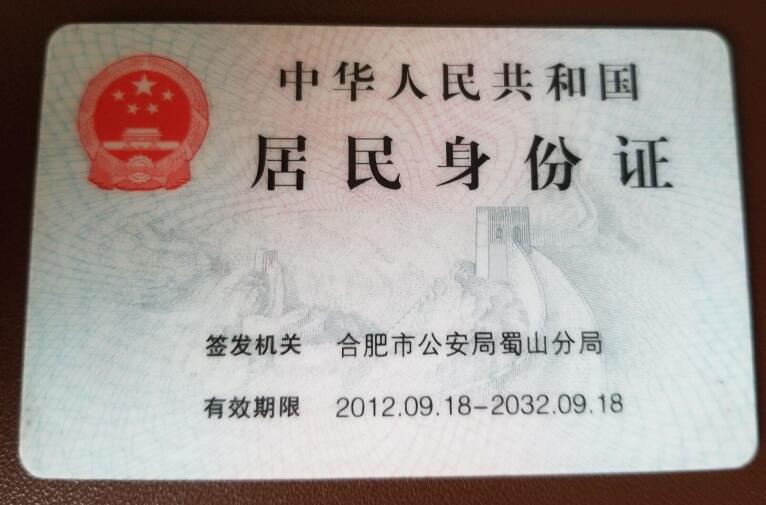 中华人民共和国
居民身份证
签发机关 合肥市公安局蜀山分局
有效期限 2012.09.18-2032.09.18